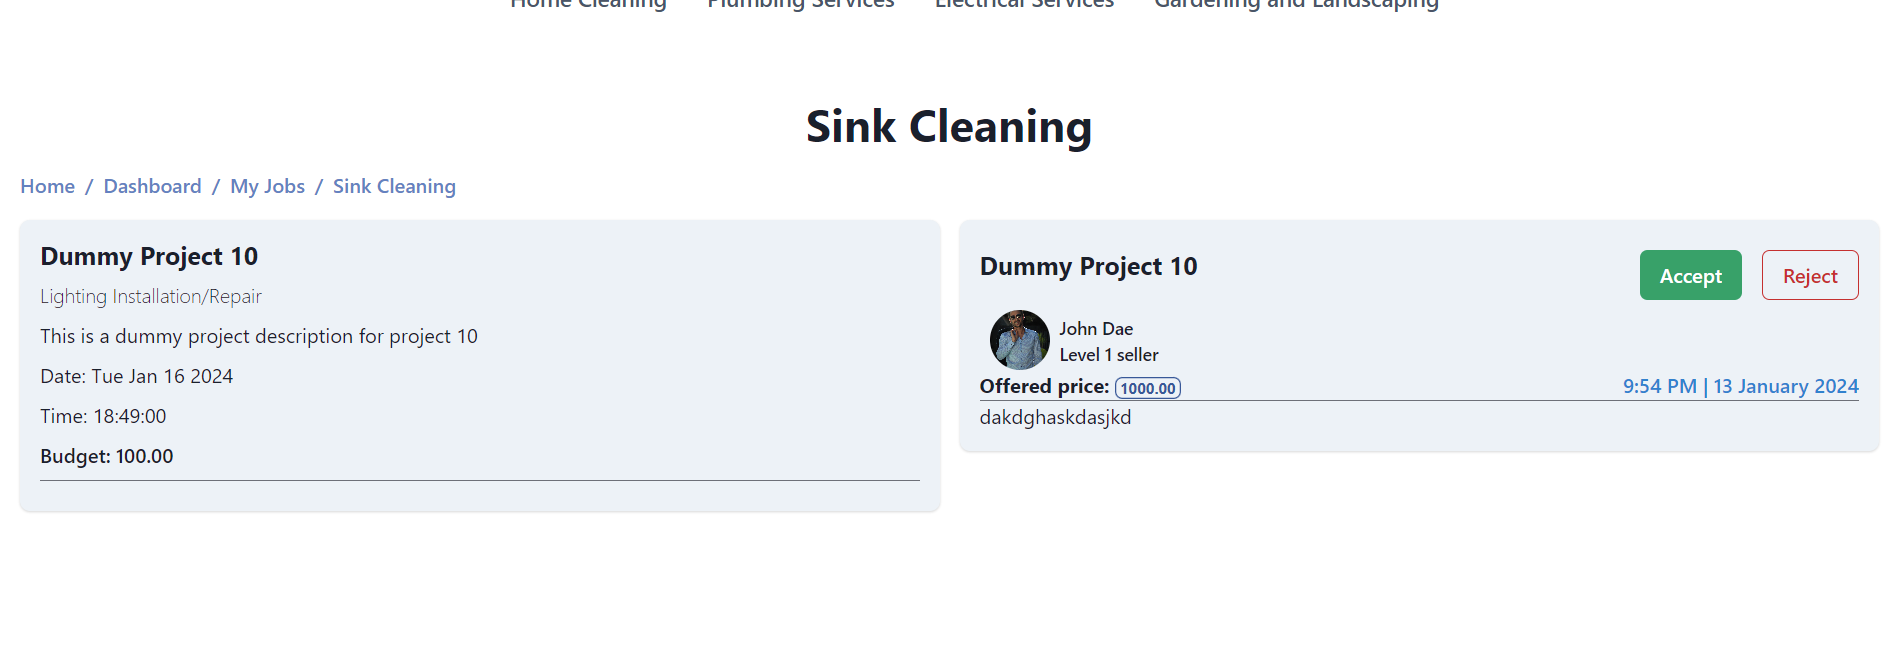 Home Cleaning Plumbing Services Electrical Services Gardening and Landscaping
Sink Cleaning
Home / Dashboard / My Jobs / Sink Cleaning
Dummy Project 10
Lighting Installation/Repair
This is a dummy project description for project 10
Date: Tue Jan 16 2024
Time: 18:49:00
Budget: 100.00
Dummy Project 10
Accept
Reject
John Dae
Level 1 seller
Offered price: 1000.00
9:54 PM | 13 January 2024
dakdghaskdasjkd